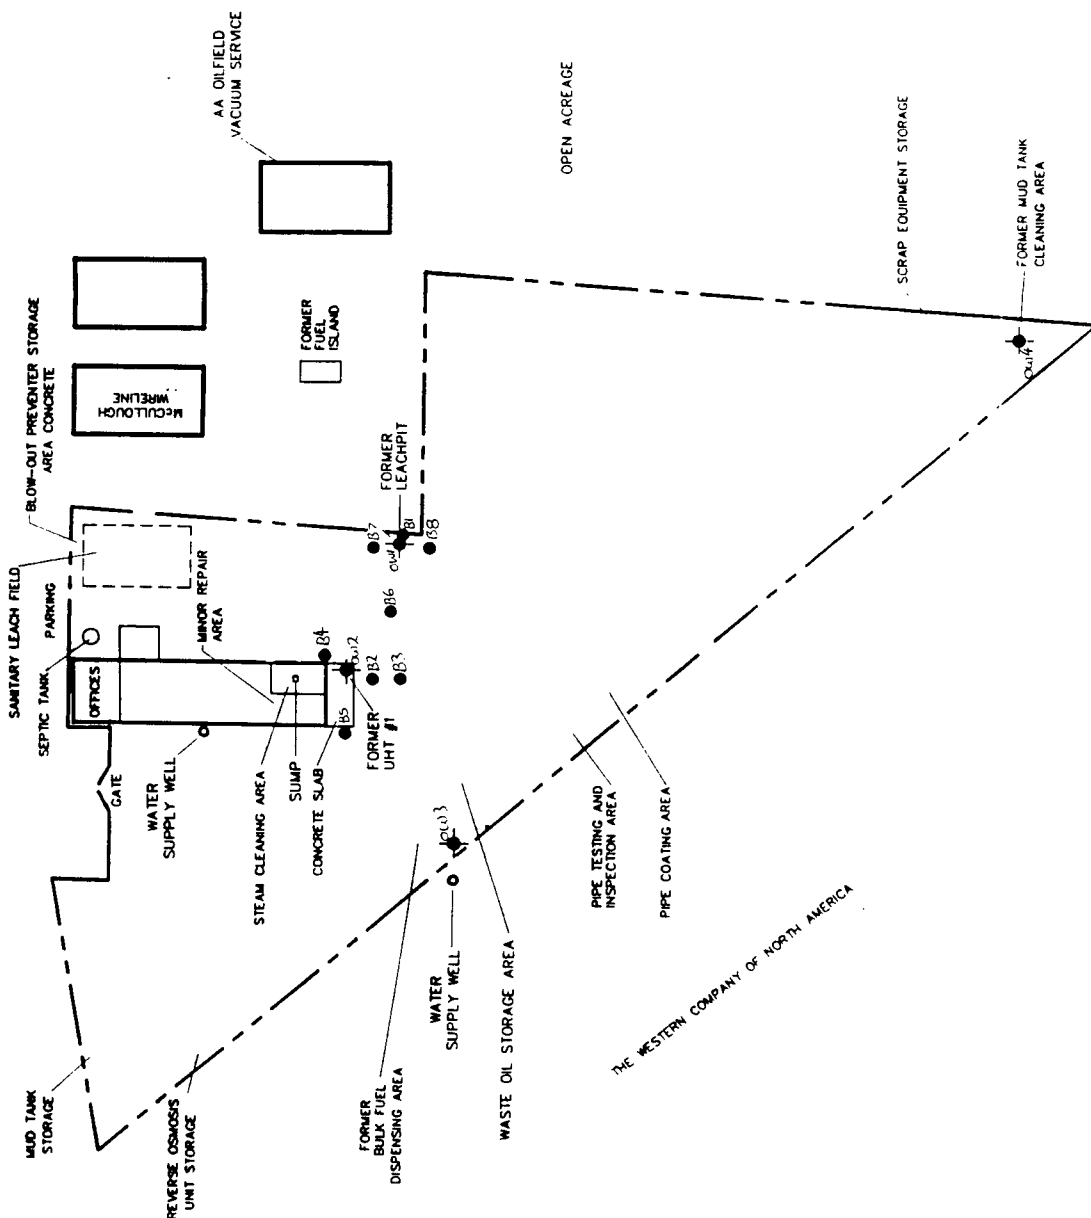 AA OILFIELD
VACUUM SERVICE
OPEN ACREAGE
SCRAP EQUIPMENT STORAGE
FORMER MUD TANK
CLEANING AREA
OW4
BLOW-OUT PREVENTER STORAGE
AREA CONCRETE
McCULLOUGH
WIRELINE
FORMER
FUEL
ISLAND
FORMER
LEACHPIT
SANITARY LEACH FIELD
PARKING
SEPTIC TANK
OFFICES
MINOR REPAIR
AREA
B7
OW1
B1
B8
B6
B4
OW2
B2
B3
B5
FORMER
UHT #1
GATE
WATER
SUPPLY WELL
STEAM CLEANING AREA
SUMP
CONCRETE SLAB
OW3
PIPE TESTING AND
INSPECTION AREA
PIPE COATING AREA
WATER
SUPPLY WELL
WASTE OIL STORAGE AREA
THE WESTERN COMPANY OF NORTH AMERICA
MUD TANK
STORAGE
REVERSE OSMOSIS
UNIT STORAGE
FORMER
BULK FUEL
DISPENSING AREA